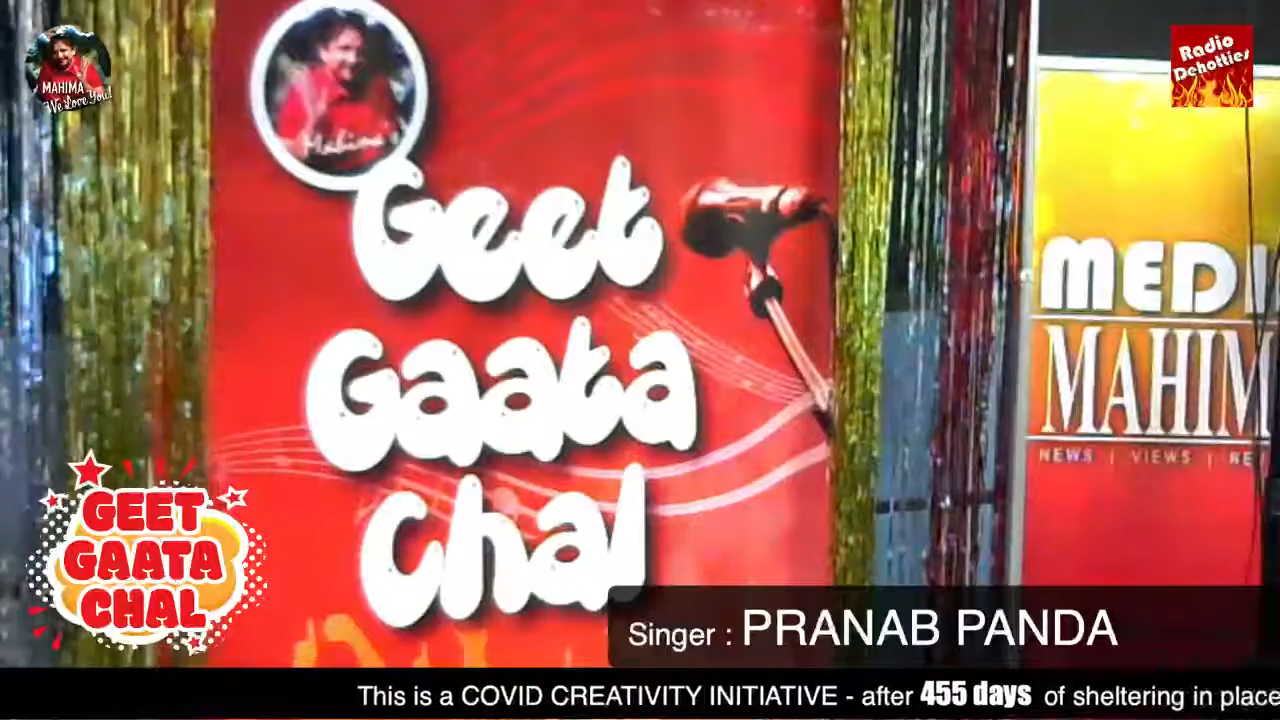 MAHIMA
We Love You!
Radio
Dehotties
Mahima
Geet
Gaata
Chal
MEDI
MAHIM
NEWS | VIEWS | RE
GEET
GAATA
CHAL
Singer : PRANAB PANDA
This is a COVID CREATIVITY INITIATIVE - after 455 days of sheltering in place